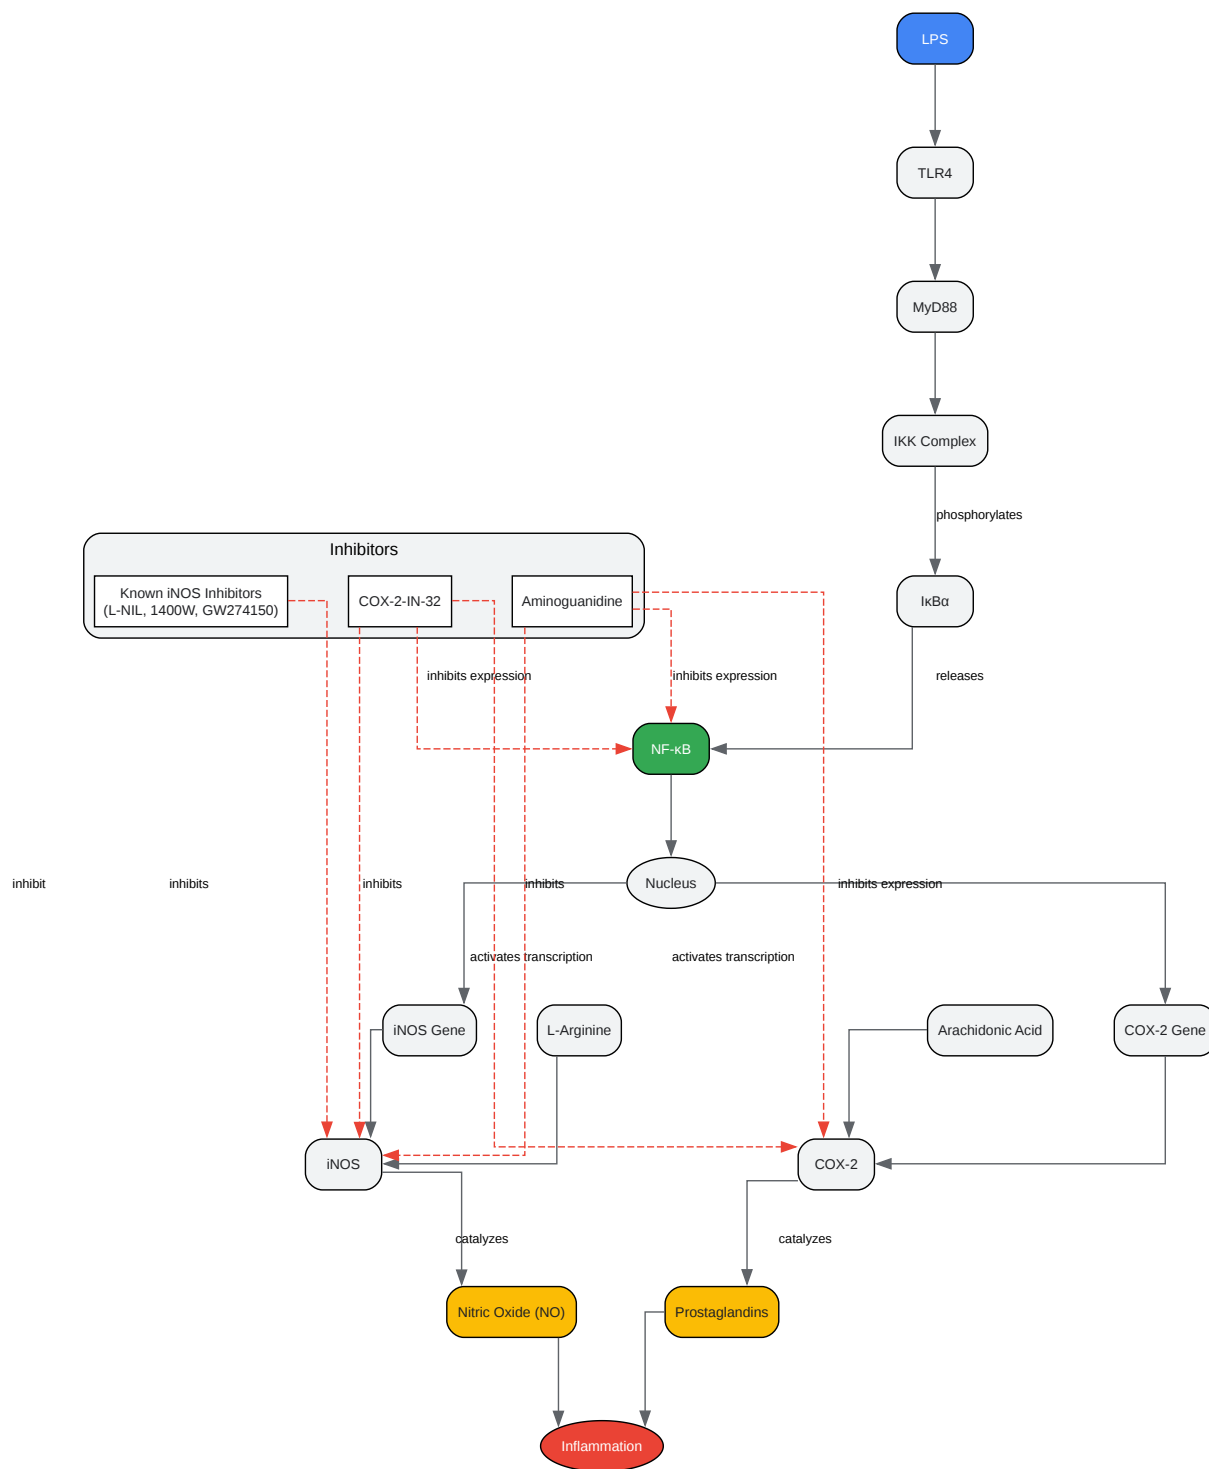 LPS
TLR4
MyD88
IKK Complex
phosphorylates
Inhibitors
Known iNOS Inhibitors
(L-NIL, 1400W, GW274150)
COX-2-IN-32
Aminoguanidine
IκBα
inhibits expression
inhibits expression
releases
NF-κB
inhibit
inhibits
inhibits
inhibits
Nucleus
inhibits expression
activates transcription
activates transcription
iNOS Gene
L-Arginine
Arachidonic Acid
COX-2 Gene
iNOS
COX-2
catalyzes
catalyzes
Nitric Oxide (NO)
Prostaglandins
Inflammation